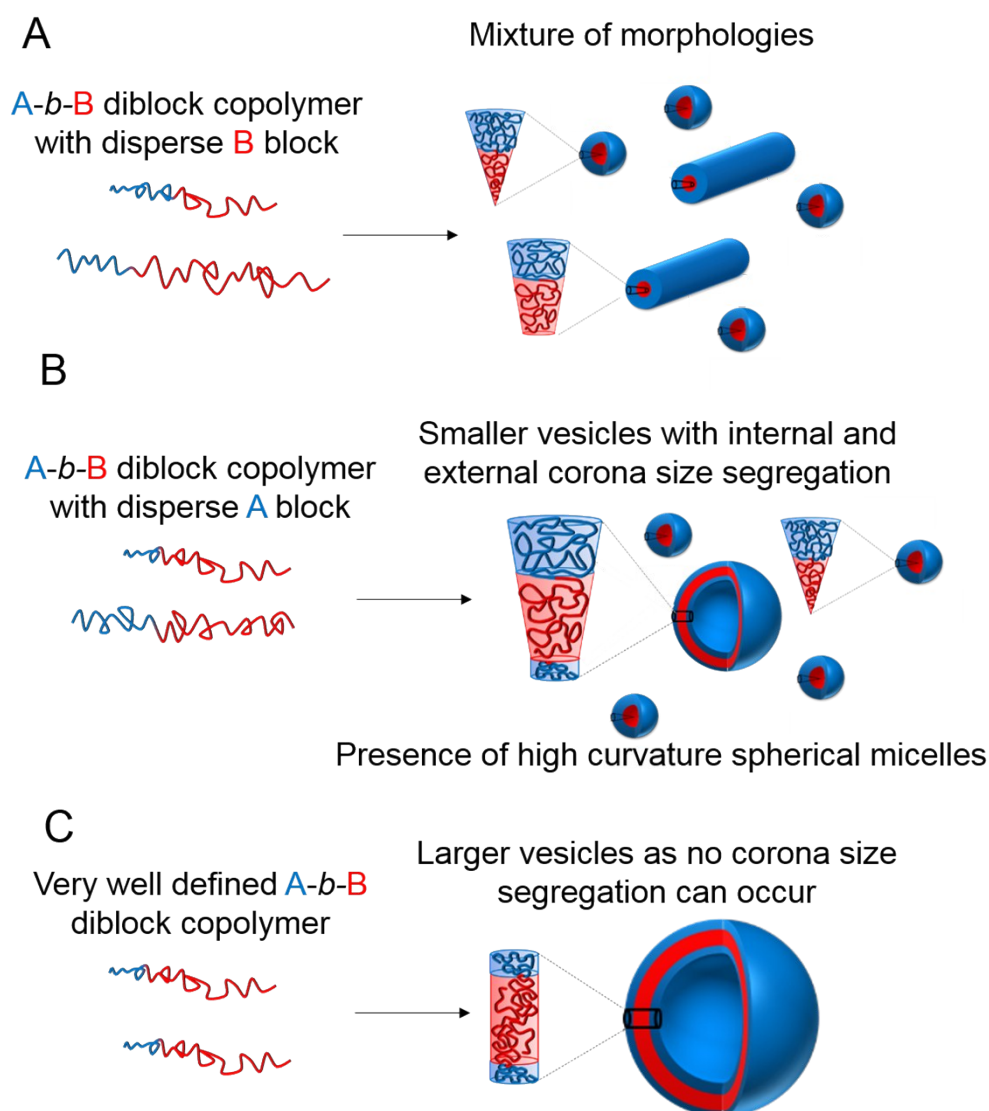 A
Mixture of morphologies
A-b-B diblock copolymer
with disperse B block
B
Smaller vesicles with internal and
external corona size segregation
A-b-B diblock copolymer
with disperse A block
Presence of high curvature spherical micelles
C
Larger vesicles as no corona size
segregation can occur
Very well defined A-b-B
diblock copolymer